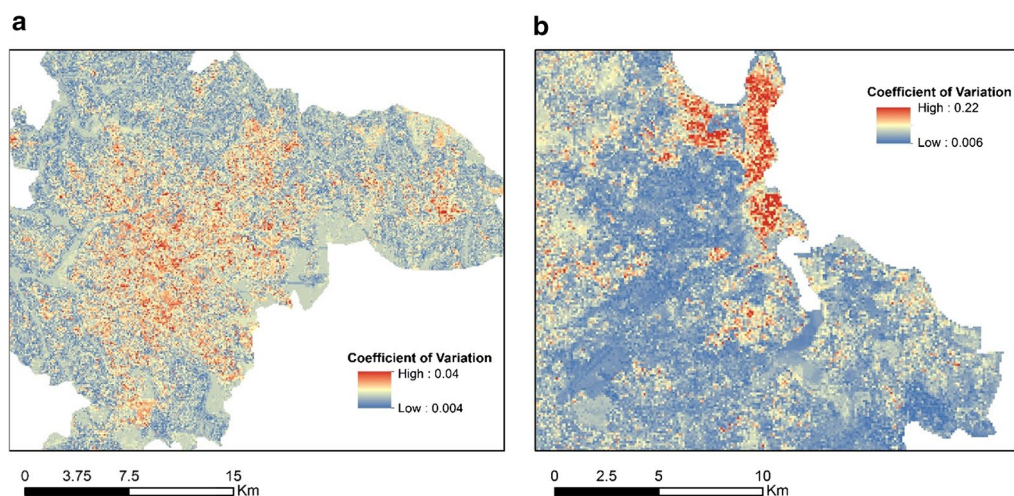 a
b
Coefficient of Variation
High : 0.04
Low : 0.004
Coefficient of Variation
High : 0.22
Low : 0.006
0 3.75 7.5 15
Km
0 2.5 5 10
Km